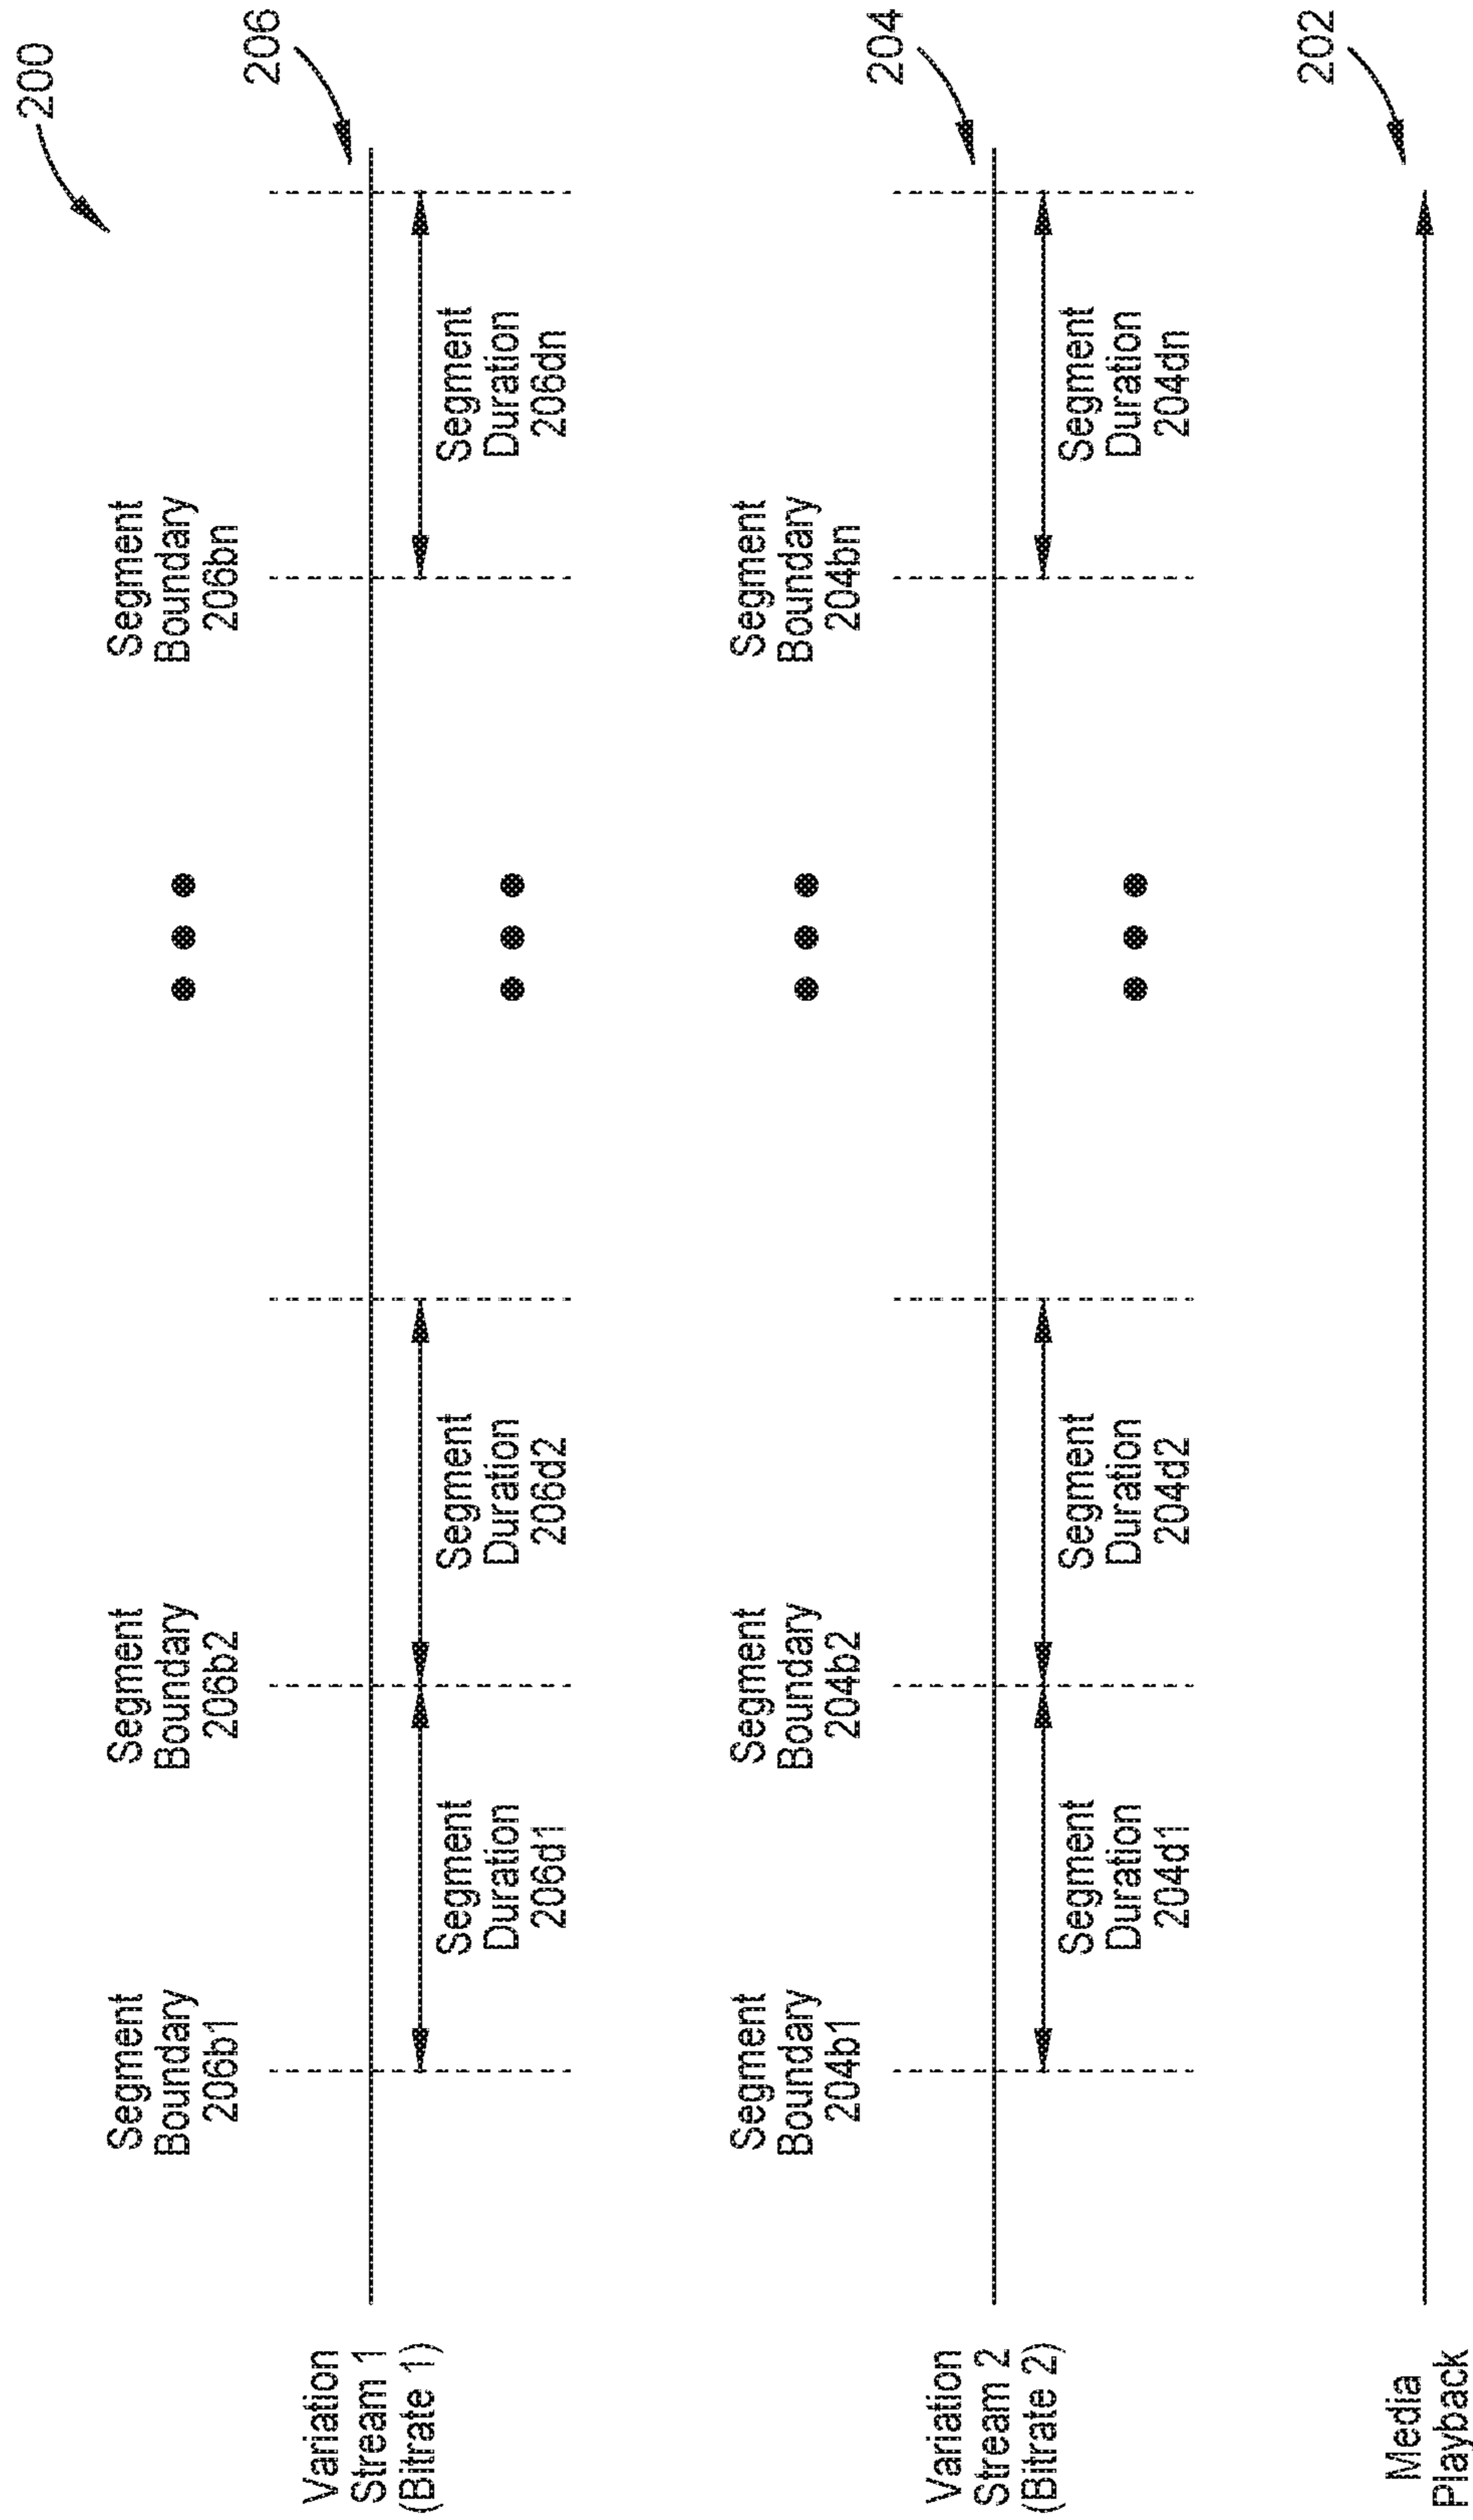 200
206
Segment
Boundary
206b1
Segment
Boundary
206b2
Segment
Boundary
206bn
Variation
Stream 1
(Bitrate 1)
Segment
Duration
206d1
Segment
Duration
206d2
Segment
Duration
206dn
204
Segment
Boundary
204b1
Segment
Boundary
204b2
Segment
Boundary
204bn
Variation
Stream 2
(Bitrate 2)
Segment
Duration
204d1
Segment
Duration
204d2
Segment
Duration
204dn
202
Media
Playback